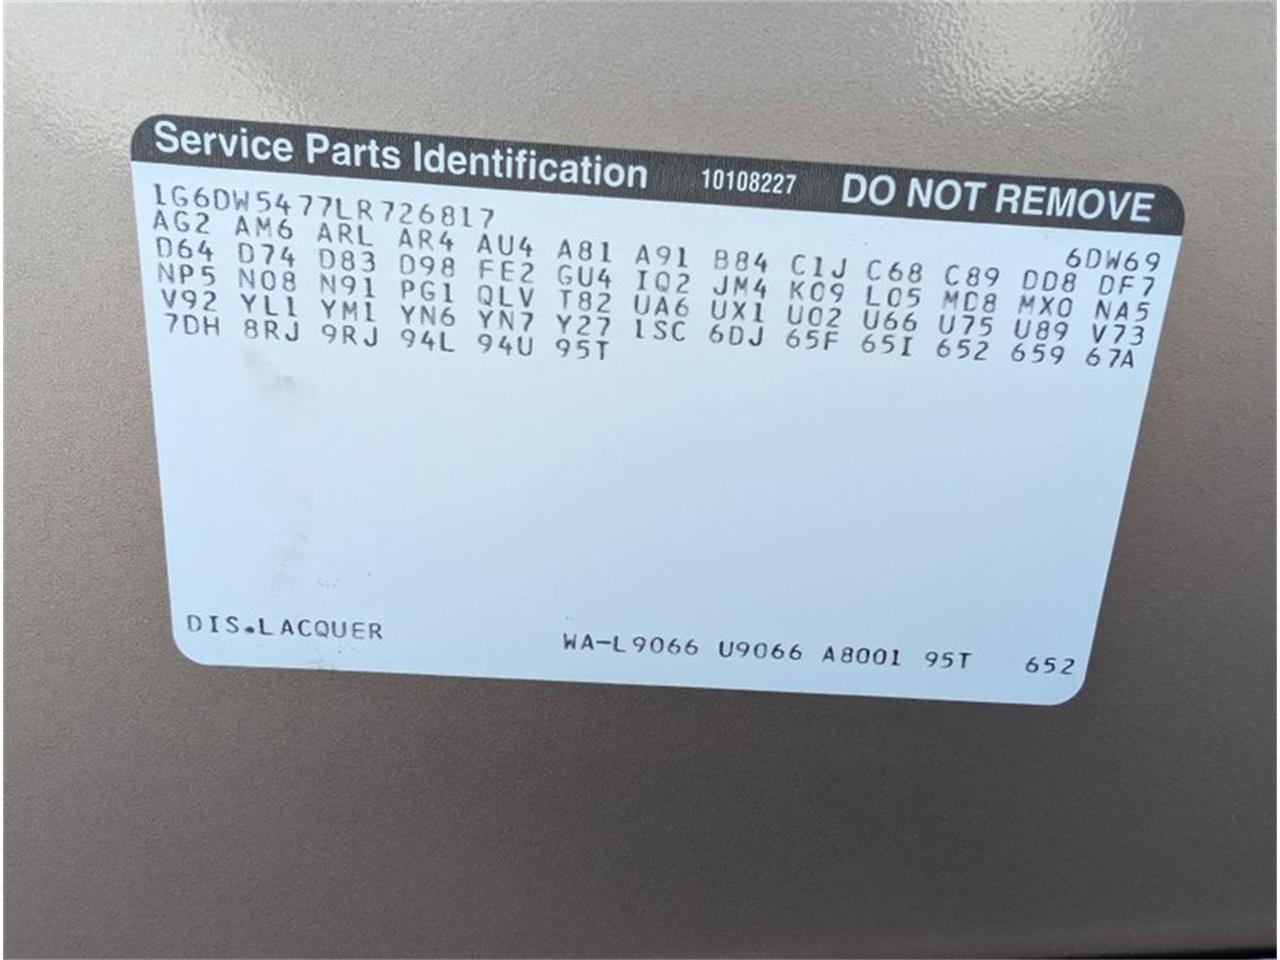 Service Parts Identification 10108227 DO NOT REMOVE
1G6DW5477LR726817 6DW69
AG2 AM6 ARL AR4 AU4 A81 A91 B84 C1J C68 C89 DD8 DF7
D64 D74 D83 D98 FE2 GU4 IQ2 JM4 K09 L05 MD8 MX0 NA5
NP5 N08 N91 PG1 QLV T82 UA6 UX1 U02 U66 U75 U89 V73
V92 YL1 YM1 YN6 YN7 Y27 1SC 6DJ 65F 65I 652 659 67A
7DH 8RJ 9RJ 94L 94U 95T
DIS.LACQUER WA-L9066 U9066 A8001 95T 652